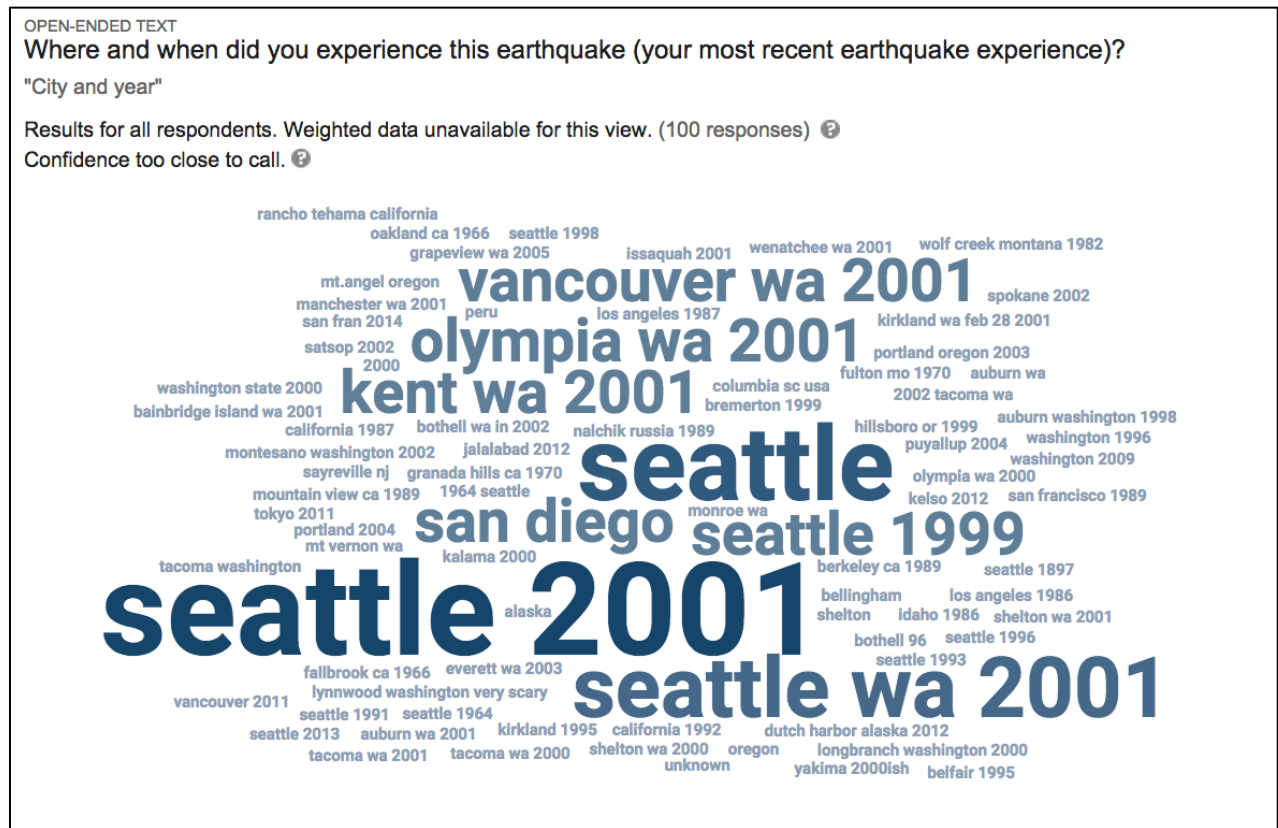 OPEN-ENDED TEXT
Where and when did you experience this earthquake (your most recent earthquake experience)?
"City and year"
Results for all respondents. Weighted data unavailable for this view. (100 responses) ?
Confidence too close to call. ?
rancho tehama california
oakland ca 1966 seattle 1998
grapeview wa 2005 issaquah 2001 wenatchee wa 2001 wolf creek montana 1982
mt.angel oregon vancouver wa 2001 spokane 2002
manchester wa 2001 peru los angeles 1987
san fran 2014 kirkland wa feb 28 2001
satsop 2002 olympia wa 2001 portland oregon 2003
2000 fulton mo 1970 auburn wa
washington state 2000 kent wa 2001 columbia sc usa 2002 tacoma wa
bainbridge island wa 2001 bremerton 1999
california 1987 bothell wa in 2002 nalchik russia 1989 hillsboro or 1999 auburn washington 1998
montesano washington 2002 jalalabad 2012 seattle puyallup 2004 washington 1996
sayreville nj granada hills ca 1970 washington 2009
olympia wa 2000
mountain view ca 1989 1964 seattle kelso 2012 san francisco 1989
tokyo 2011 san diego monroe wa seattle 1999
portland 2004
mt vernon wa kalama 2000
tacoma washington berkeley ca 1989 seattle 1897
bellingham los angeles 1986
seattle 2001 alaska shelton idaho 1986 shelton wa 2001
bothell 96 seattle 1996
fallbrook ca 1966 everett wa 2003 seattle 1993
vancouver 2011 lynnwood washington very scary seattle wa 2001
seattle 1991 seattle 1964
seattle 2013 auburn wa 2001 kirkland 1995 california 1992 dutch harbor alaska 2012
tacoma wa 2001 tacoma wa 2000 shelton wa 2000 oregon longbranch washington 2000
unknown yakima 2000ish belfair 1995